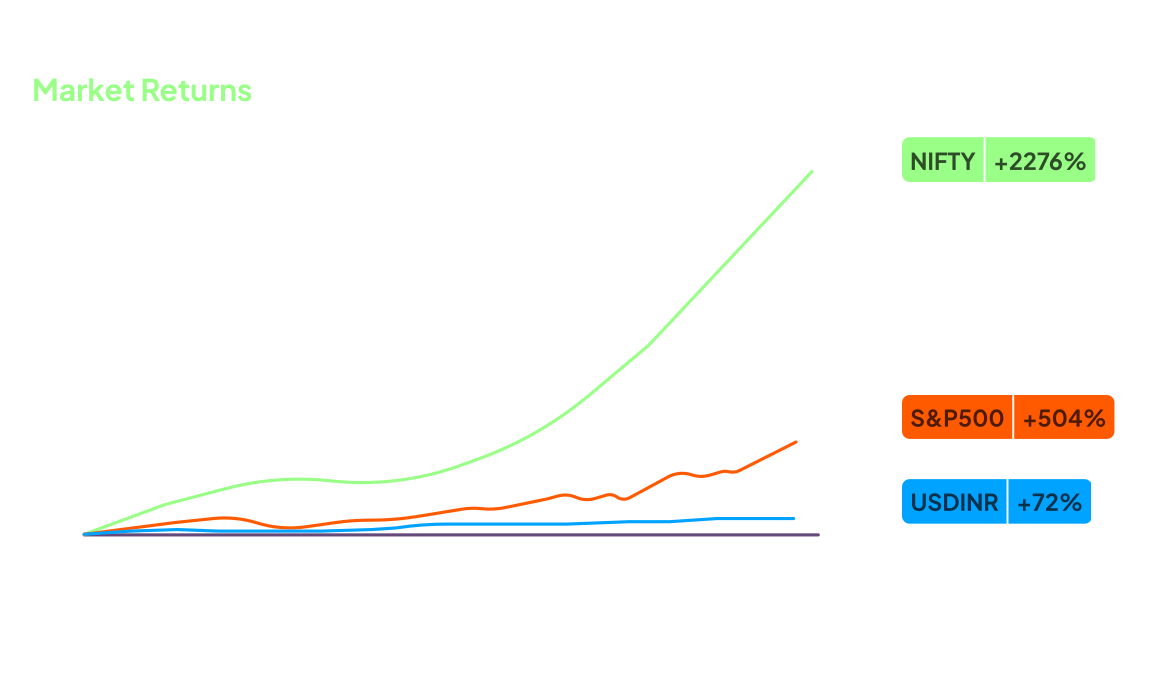 Market Returns
NIFTY +2276%
S&P500 +504%
USDINR +72%